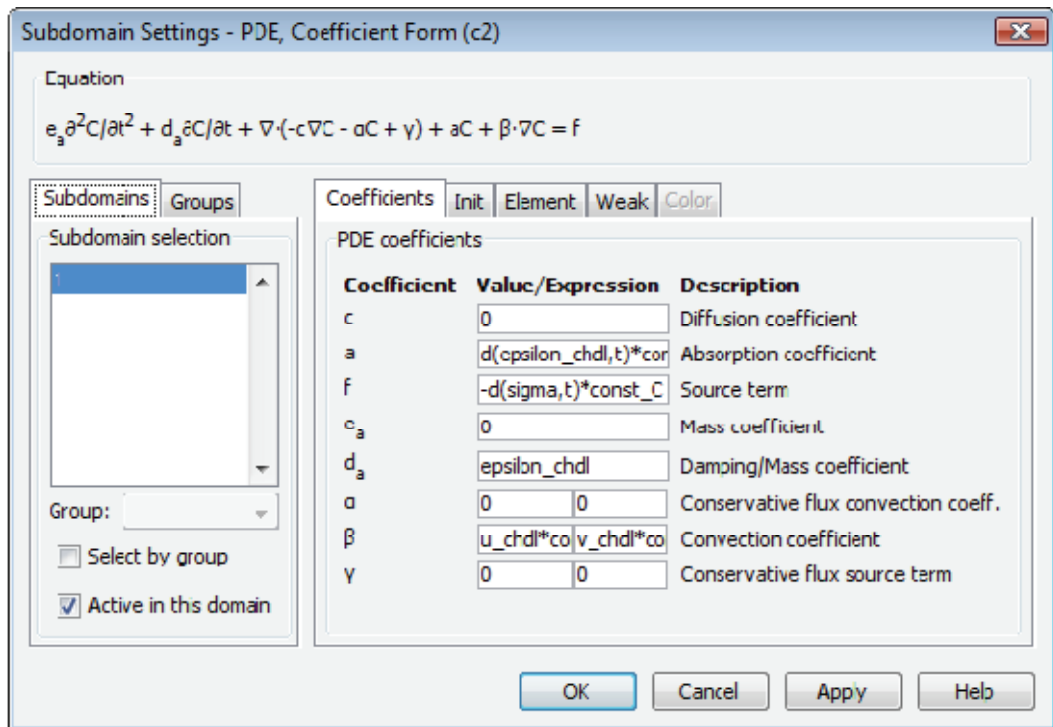 Subdomain Settings - PDE, Coefficient Form (c2)
Equation
eₐ∂²C/∂t² + dₐ∂C/∂t + ∇·(-c∇C - αC + γ) + aC + β·∇C = f
Subdomains Groups
Subdomain selection
1
Group:
Select by group
Active in this domain
Coefficients Init Element Weak Color
PDE coefficients
Coefficient Value/Expression Description
c 0 Diffusion coefficient
a d(epsilon_chdl,t)*cor Absorption coefficient
f -d(sigma,t)*const_C Source term
eₐ 0 Mass coefficient
dₐ epsilon_chdl Damping/Mass coefficient
α 0 0 Conservative flux convection coeff.
β u_chdl*co v_chdl*co Convection coefficient
γ 0 0 Conservative flux source term
OK Cancel Apply Help